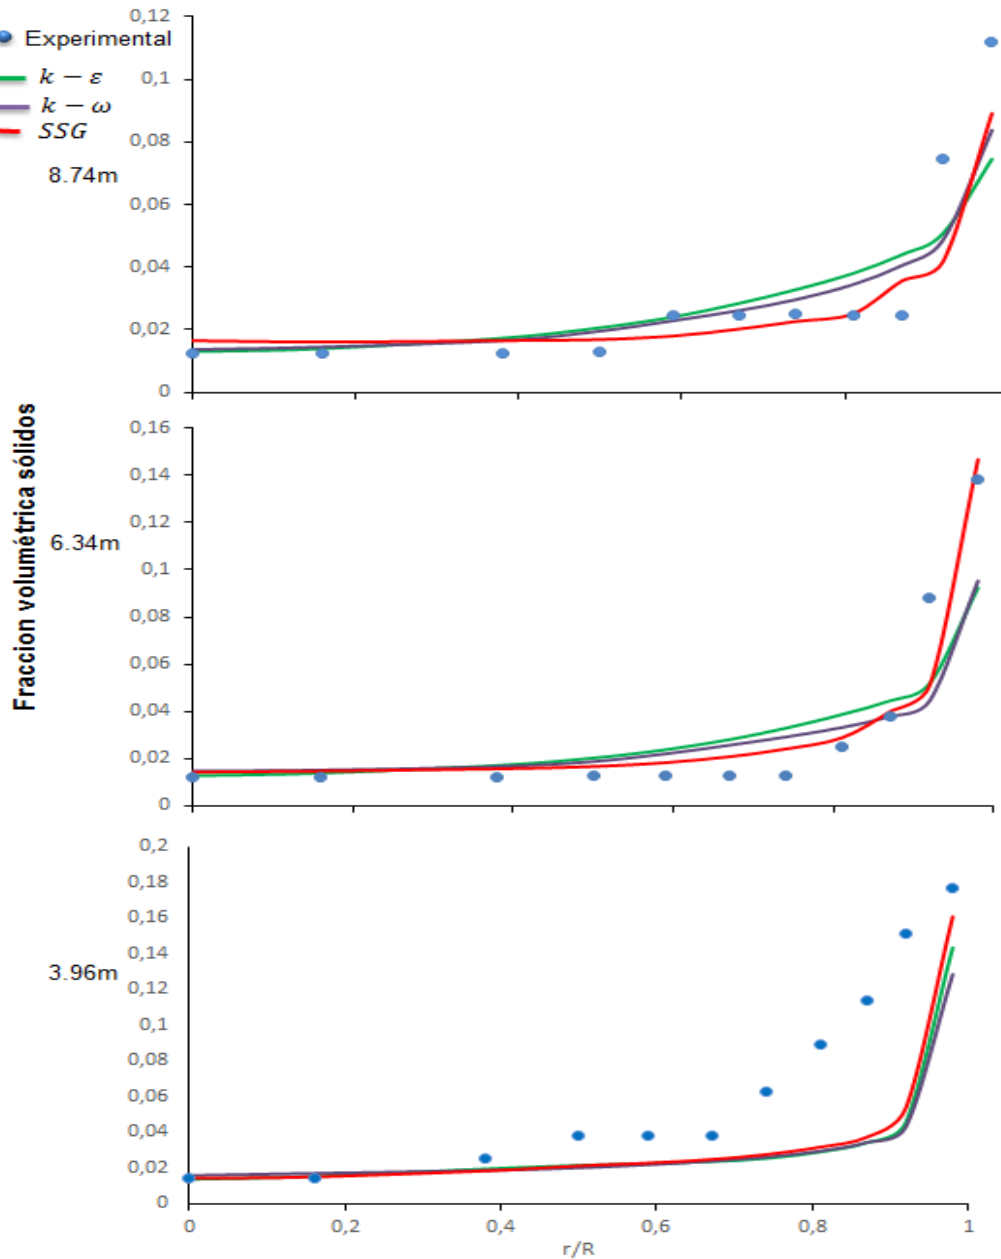 Experimental
k − ε
k − ω
SSG
8.74m
0,12
0,1
0,08
0,06
0,04
0,02
0
Fraccion volumétrica sólidos
6.34m
0,16
0,14
0,12
0,1
0,08
0,06
0,04
0,02
0
3.96m
0,2
0,18
0,16
0,14
0,12
0,1
0,08
0,06
0,04
0,02
0
0 0,2 0,4 0,6 0,8 1
r/R